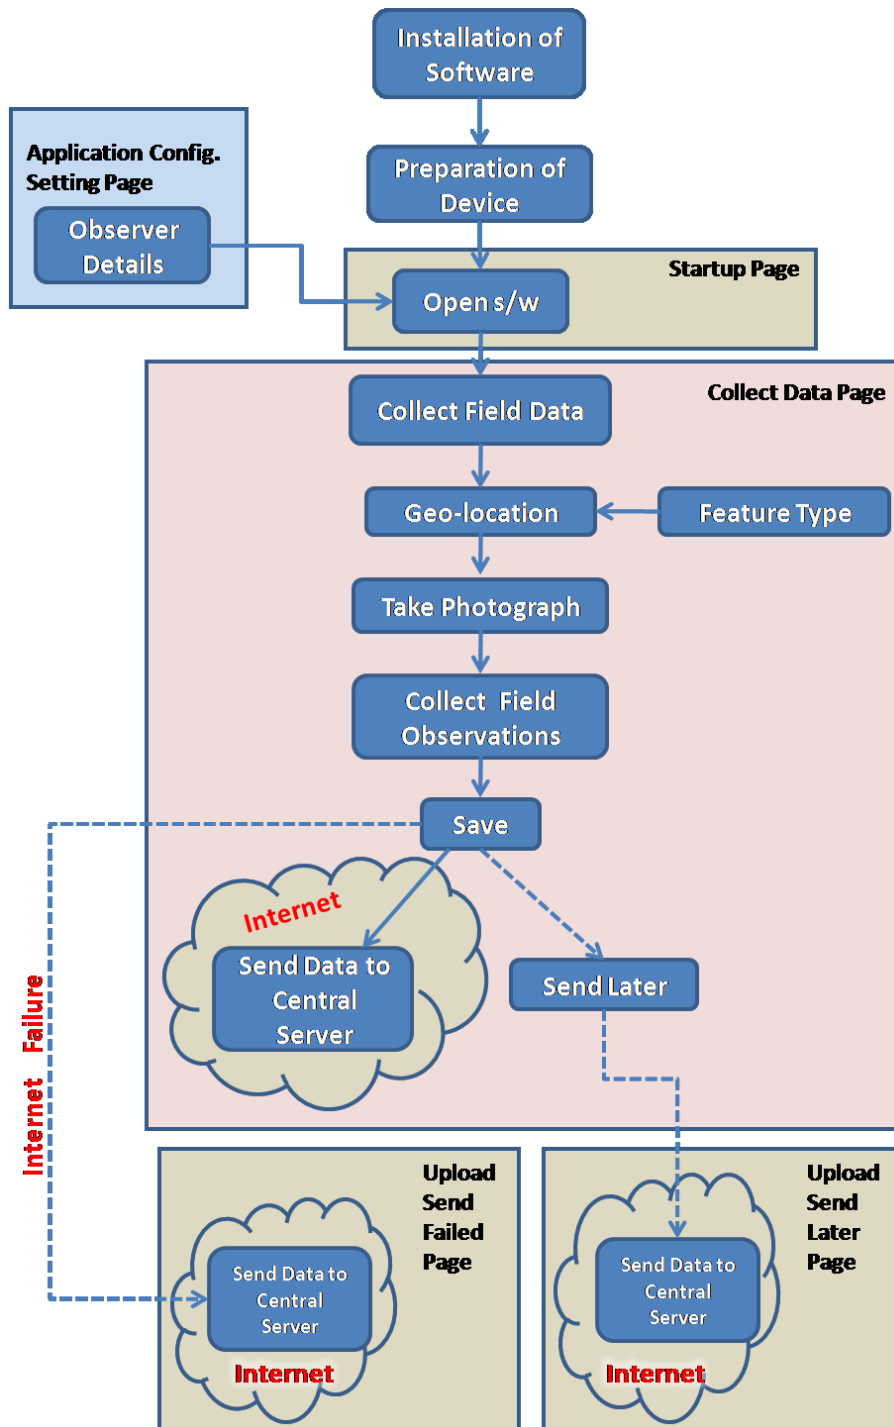 Installation of
Software
Preparation of
Device
Application Config.
Setting Page
Observer
Details
Startup Page
Open s/w
Collect Data Page
Collect Field Data
Geo-location
Feature Type
Take Photograph
Collect Field
Observations
Save
Internet
Send Data to
Central
Server
Send Later
Internet Failure
Upload
Send
Failed
Page
Send Data to
Central
Server
Internet
Upload
Send
Later
Page
Send Data to
Central
Server
Internet